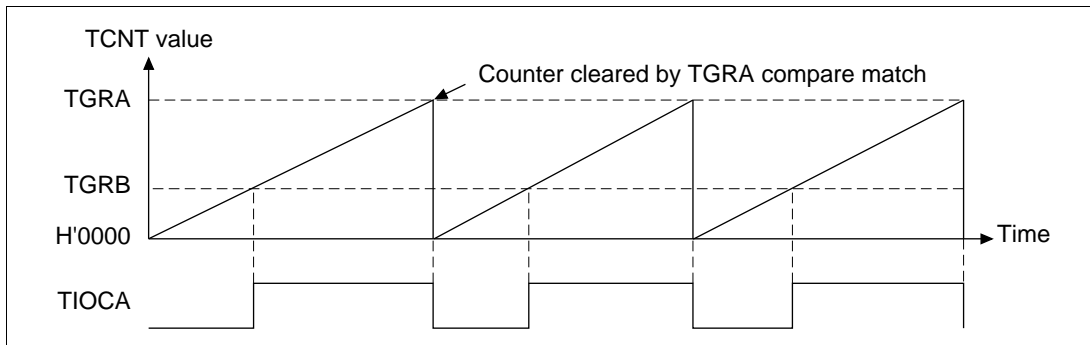 TCNT value
Counter cleared by TGRA compare match
TGRA
TGRB
H'0000
Time
TIOCA